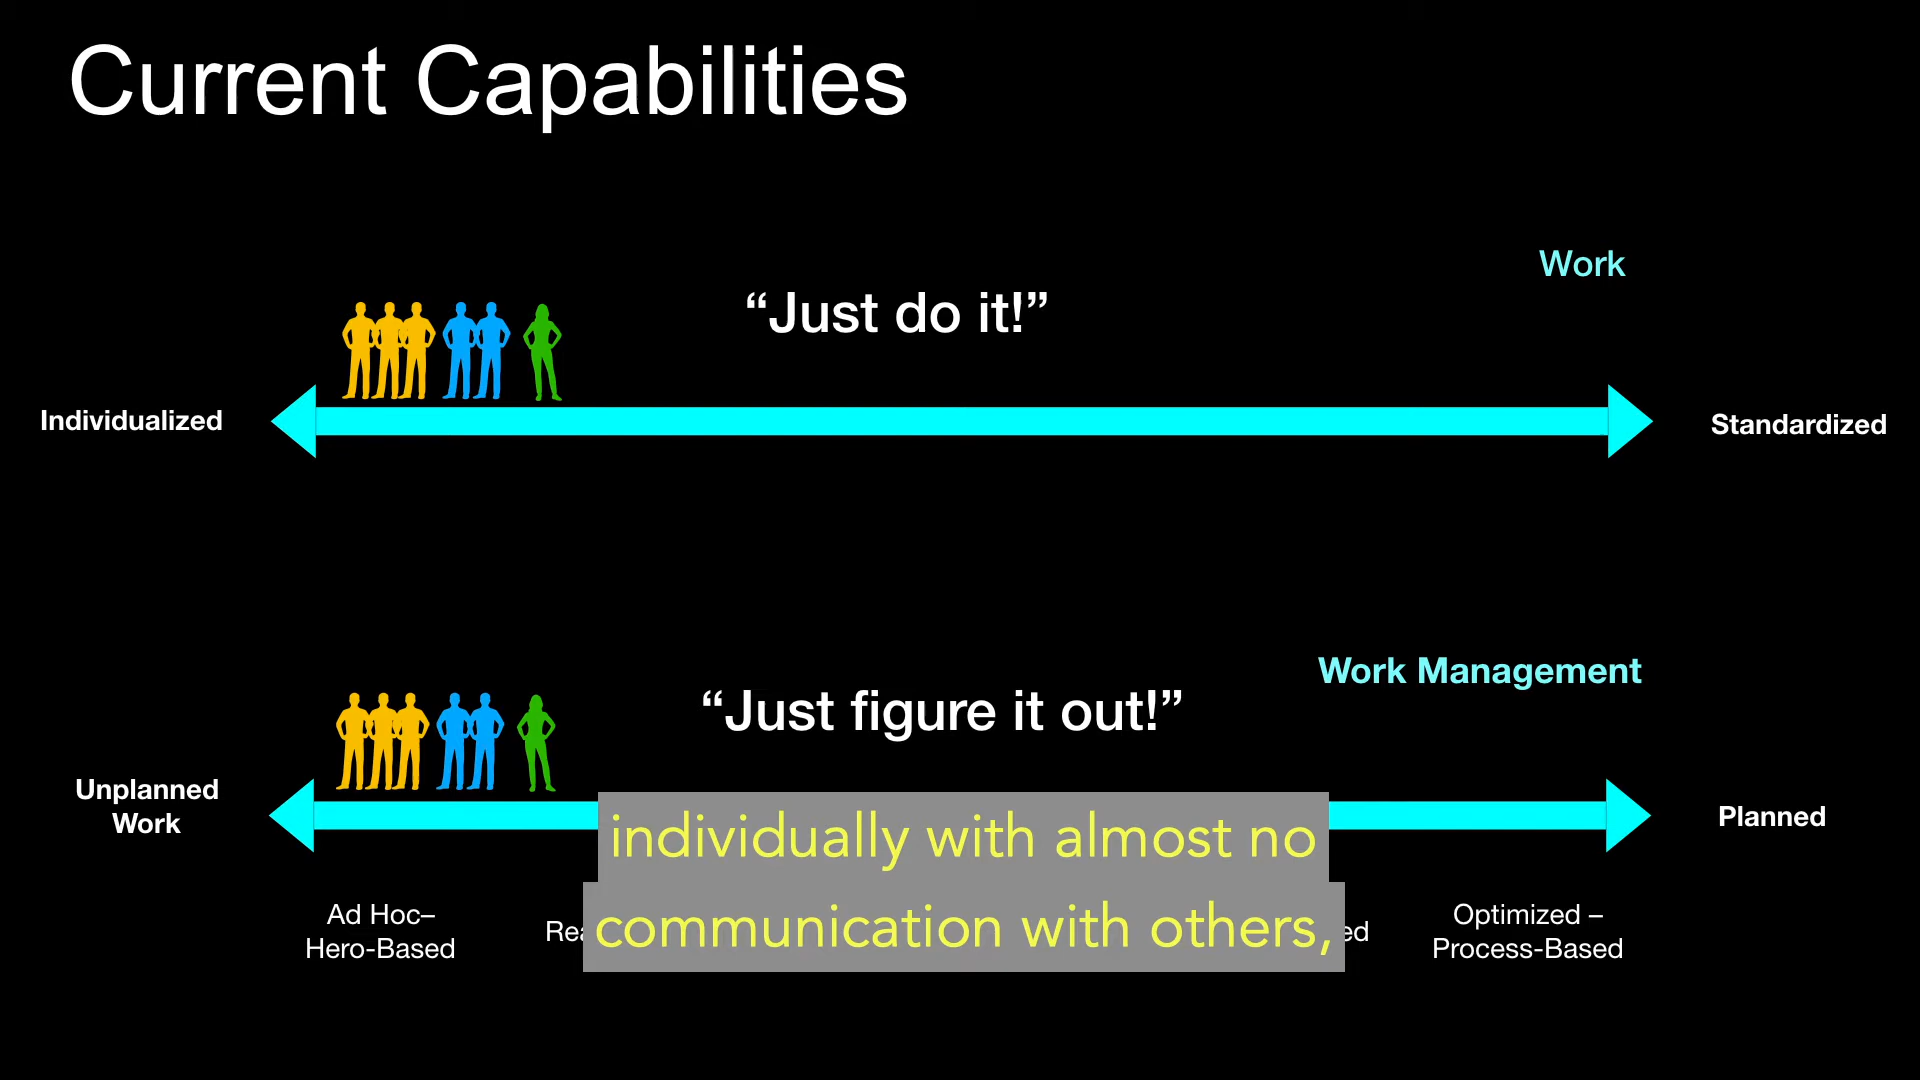 Current Capabilities
Work
“Just do it!”
Individualized
Standardized
Work Management
“Just figure it out!”
Unplanned
Work
Planned
individually with almost no
communication with others,
Ad Hoc–
Hero-Based
Optimized –
Process-Based